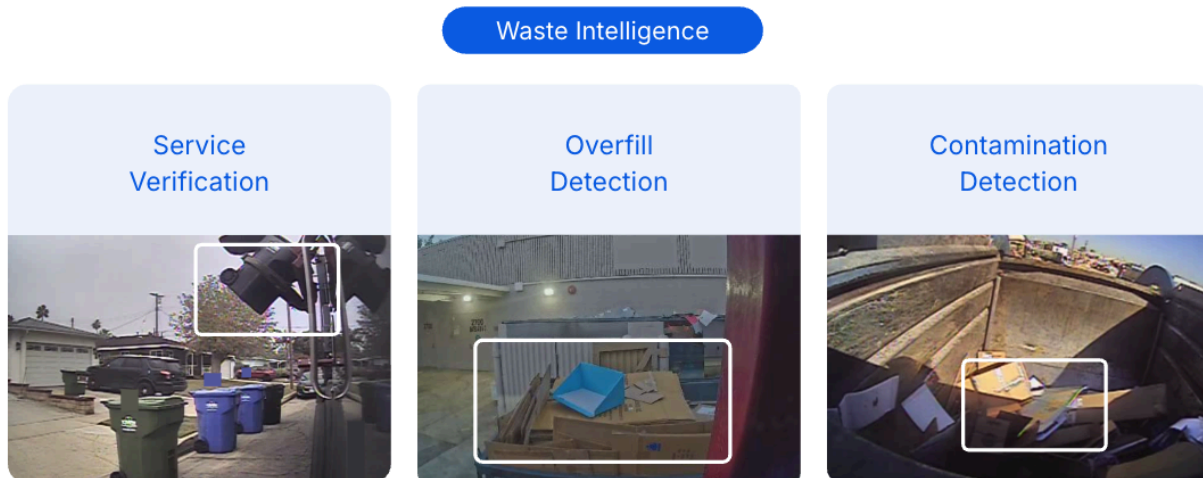 Waste Intelligence
Service
Verification
Overfill
Detection
Contamination
Detection